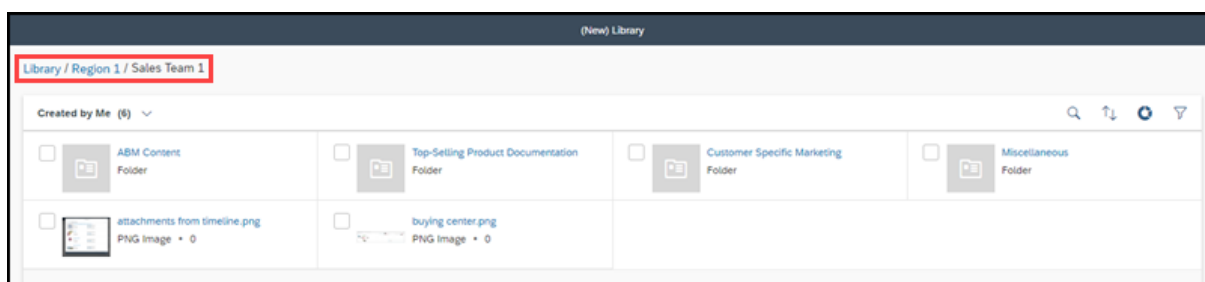 (New) Library
Library / Region 1 / Sales Team 1
Created by Me (6)
ABM Content
Folder
Top-Selling Product Documentation
Folder
Customer Specific Marketing
Folder
Miscellaneous
Folder
attachments from timeline.png
PNG Image • 0
buying center.png
PNG Image • 0